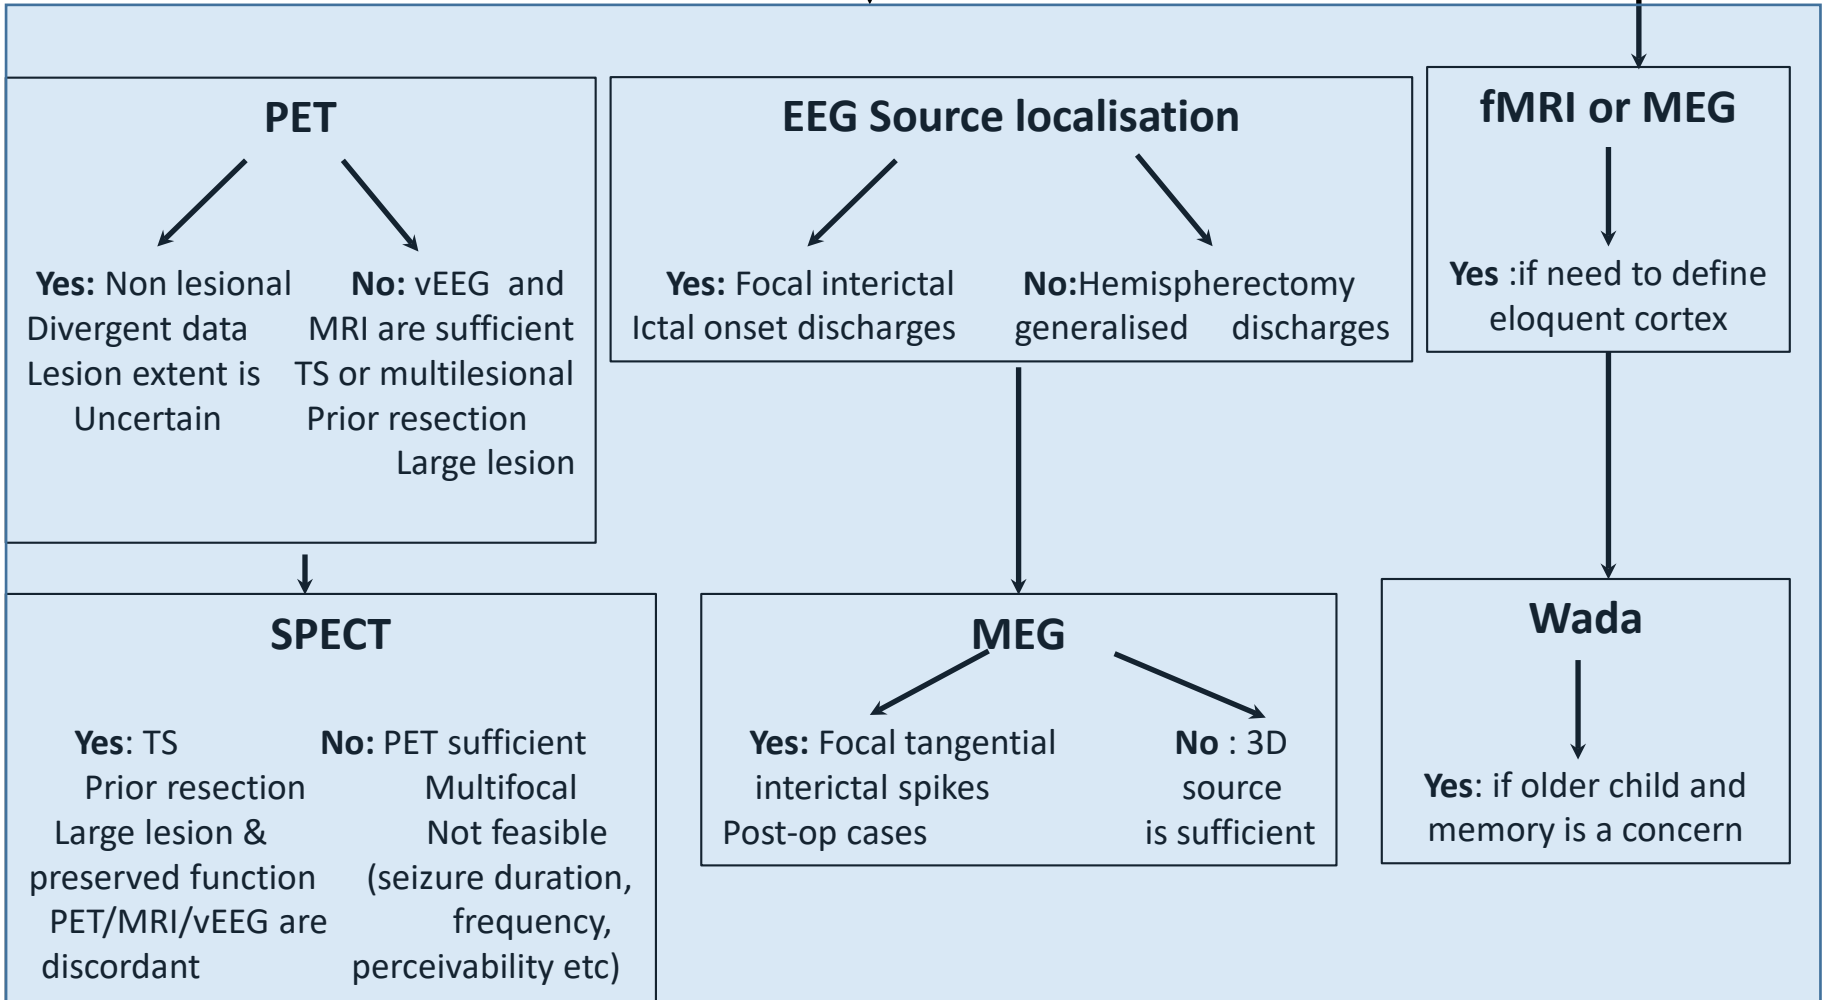 PET
Yes: Non lesional
Divergent data
Lesion extent is
Uncertain
No: vEEG and
MRI are sufficient
TS or multilesional
Prior resection
Large lesion
EEG Source localisation
Yes: Focal interictal
Ictal onset discharges
No:Hemispherectomy
generalised discharges
fMRI or MEG
Yes :if need to define
eloquent cortex
SPECT
Yes: TS
Prior resection
Large lesion &
preserved function
PET/MRI/vEEG are
discordant
No: PET sufficient
Multifocal
Not feasible
(seizure duration,
frequency,
perceivability etc)
MEG
Yes: Focal tangential
interictal spikes
Post-op cases
No : 3D
source
is sufficient
Wada
Yes: if older child and
memory is a concern